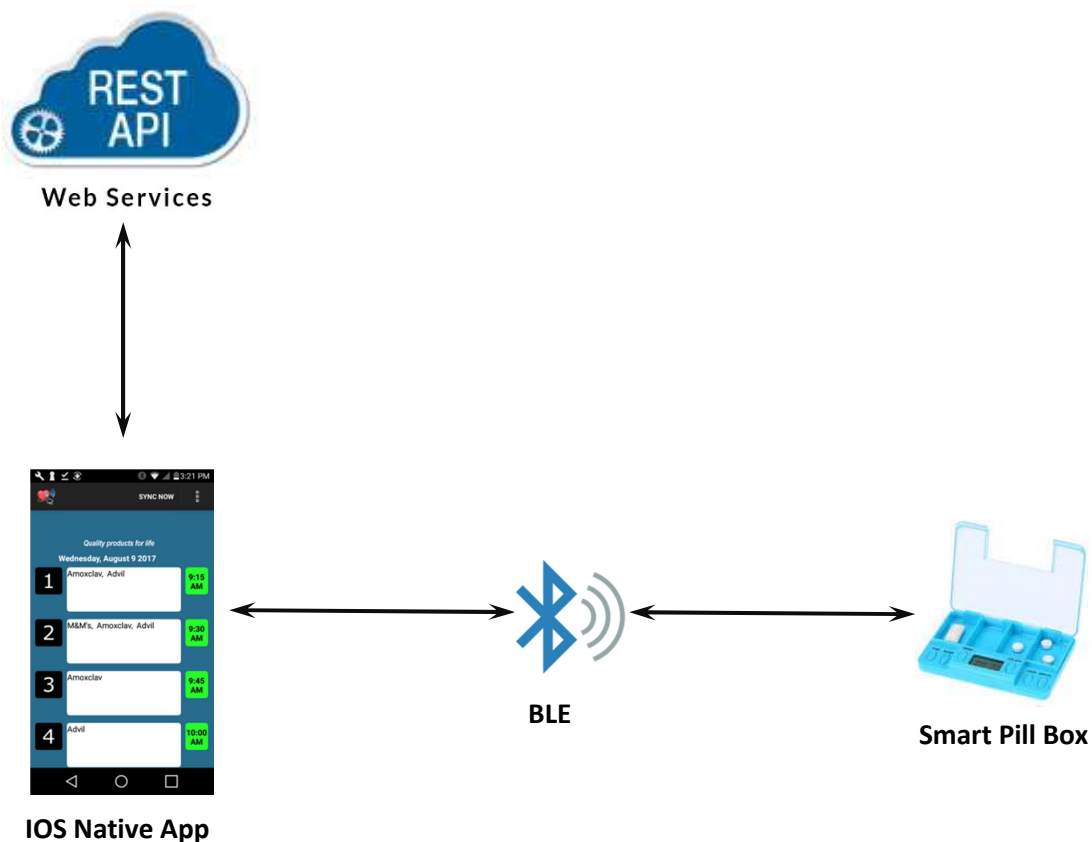 REST
API
Web Services
3:21 PM
SYNC NOW
Quality products for life
Wednesday, August 9 2017
1
Amoxclav, Advil
9:15
AM
2
M&M's, Amoxclav, Advil
9:30
AM
3
Amoxclav
9:45
AM
4
Advil
10:00
AM
IOS Native App
BLE
Smart Pill Box